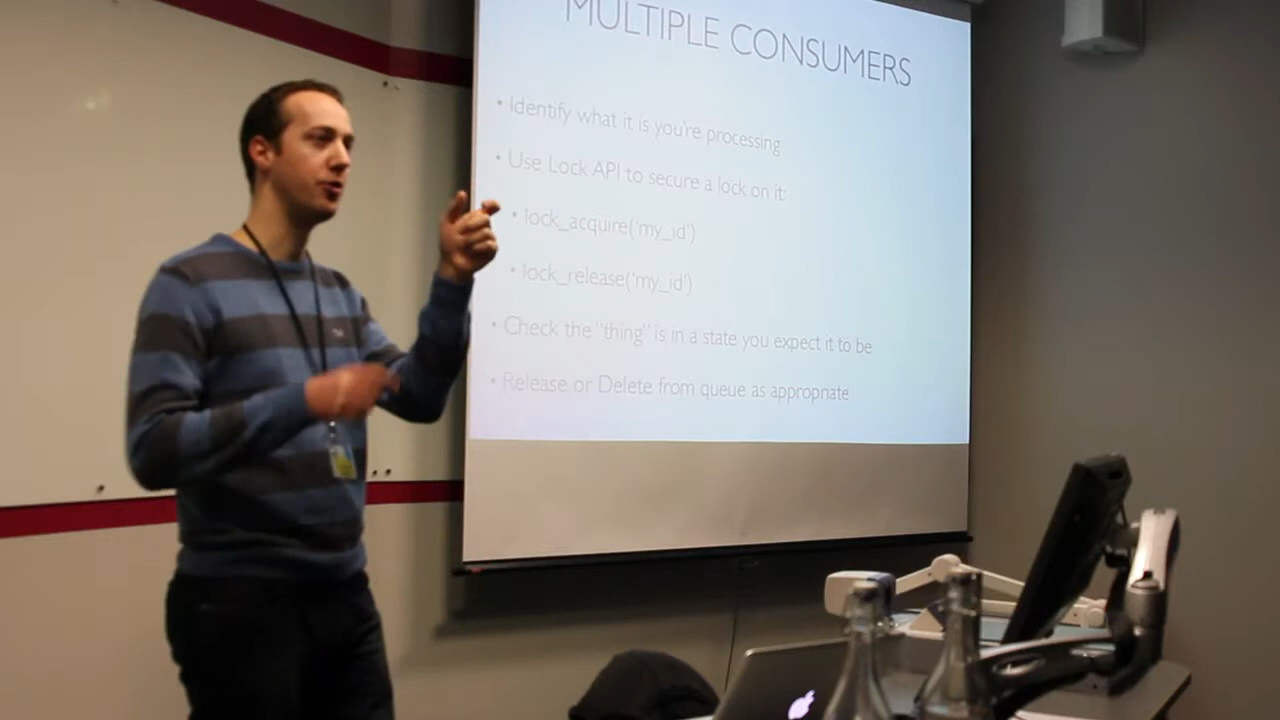 MULTIPLE CONSUMERS
• Identify what it is you're processing
• Use Lock API to secure a lock on it:
• lock_acquire('my_id')
• lock_release('my_id')
• Check the "thing" is in a state you expect it to be
• Release or Delete from queue as appropriate